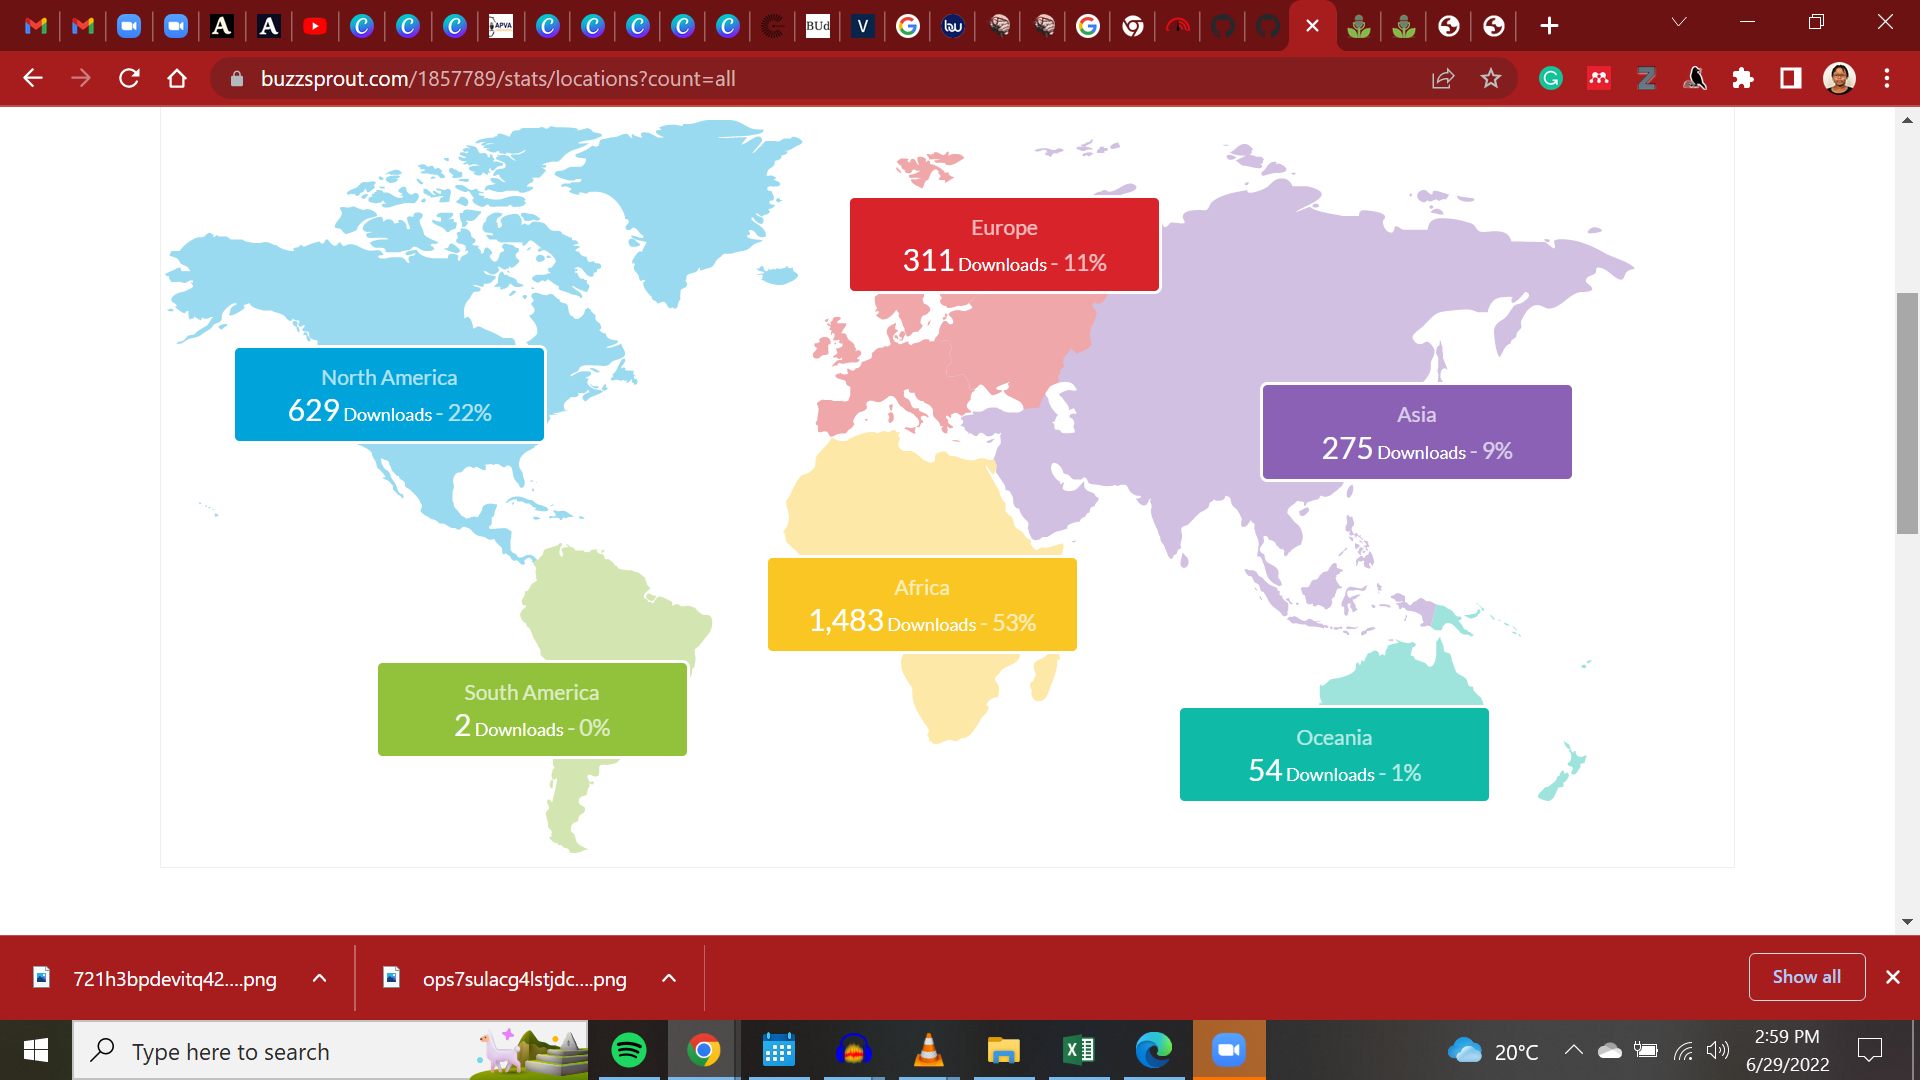 APVA
BUd
V
buzzsprout.com/1857789/stats/locations?count=all
Europe
311 Downloads - 11%
North America
629 Downloads - 22%
Asia
275 Downloads - 9%
Africa
1,483 Downloads - 53%
South America
2 Downloads - 0%
Oceania
54 Downloads - 1%
721h3bpdevitq42....png
ops7sulacg4lstjdc....png
Show all
Type here to search
20°C
2:59 PM
6/29/2022